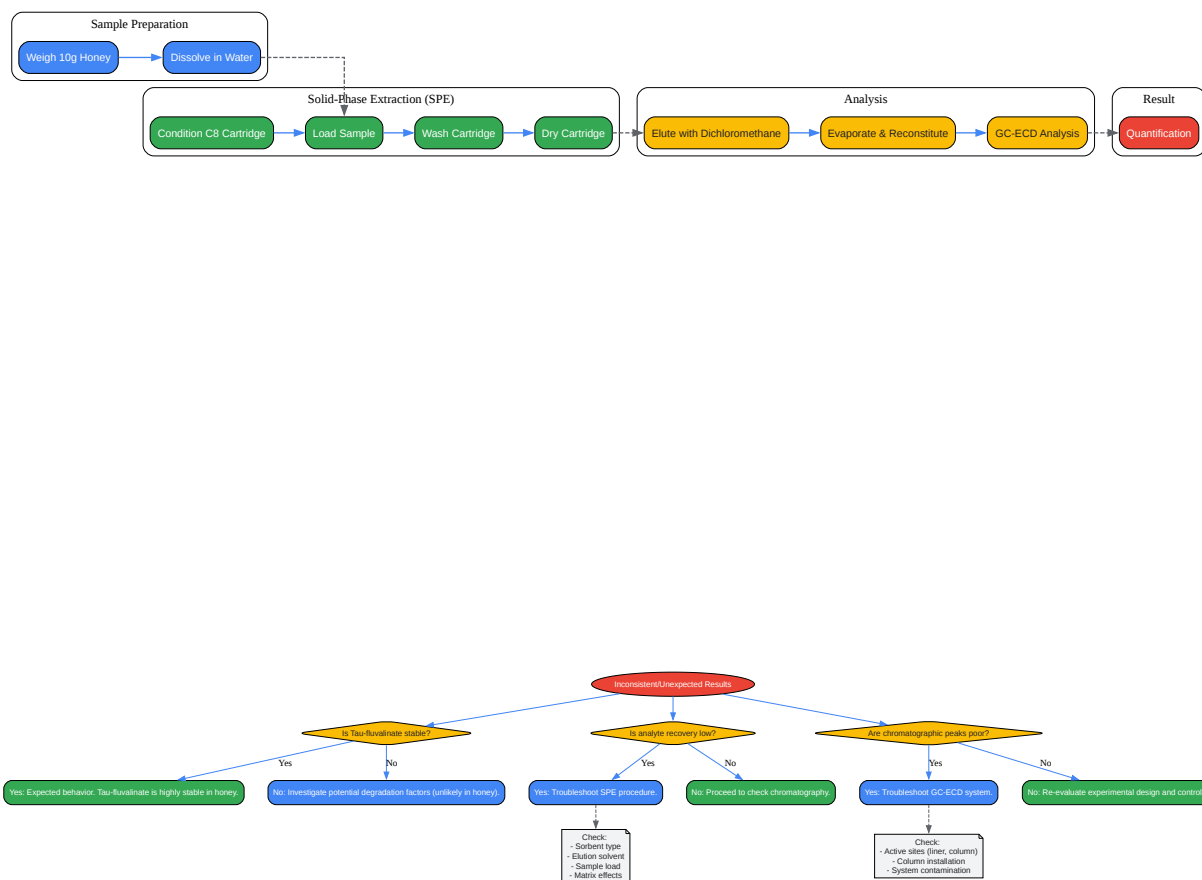 Sample Preparation
Weigh 10g Honey
Dissolve in Water
Solid-Phase Extraction (SPE)
Condition C8 Cartridge
Load Sample
Wash Cartridge
Dry Cartridge
Analysis
Elute with Dichloromethane
Evaporate & Reconstitute
GC-ECD Analysis
Result
Quantification
Inconsistent/Unexpected Results
Is Tau-fluvalinate stable?
Is analyte recovery low?
Are chromatographic peaks poor?
Yes
No
Yes
No
Yes
No
Yes: Expected behavior. Tau-fluvalinate is highly stable in honey.
No: Investigate potential degradation factors (unlikely in honey).
Yes: Troubleshoot SPE procedure.
No: Proceed to check chromatography.
Yes: Troubleshoot GC-ECD system.
No: Re-evaluate experimental design and control
Check:
- Sorbent type
- Elution solvent
- Sample load
- Matrix effects
Check:
- Active sites (liner, column)
- Column installation
- System contamination